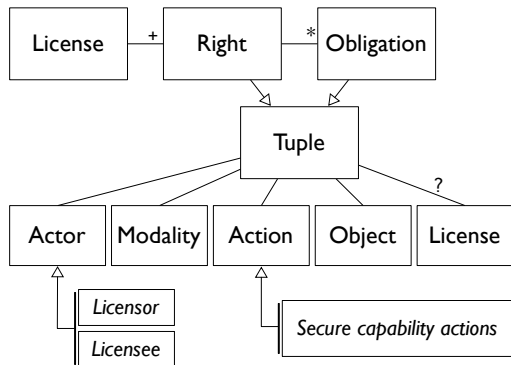 License + Right * Obligation
Tuple
?
Actor Modality Action Object License
Licensor
Secure capability actions
Licensee